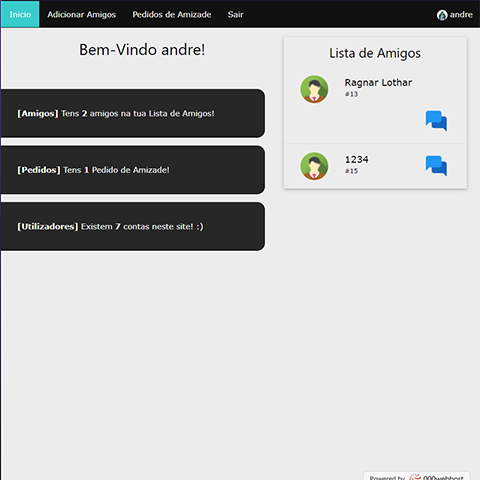 Inicio Adicionar Amigos Pedidos de Amizade Sair andre
Bem-Vindo andre!
[Amigos] Tens 2 amigos na tua Lista de Amigos!
[Pedidos] Tens 1 Pedido de Amizade!
[Utilizadores] Existem 7 contas neste site! :)
Lista de Amigos
Ragnar Lothar
#13
1234
#15
Powered by 000webhost